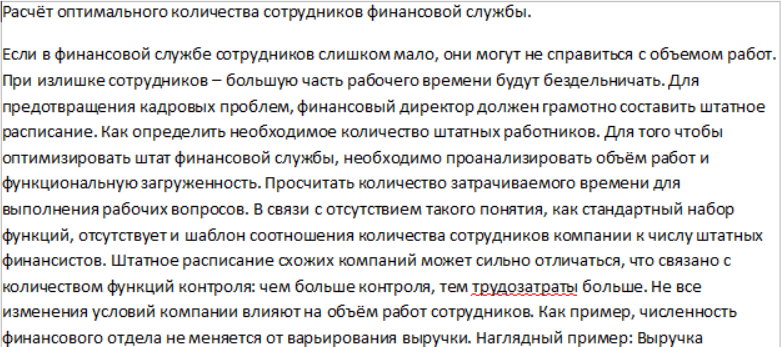 Расчёт оптимального количества сотрудников финансовой службы.
Если в финансовой службе сотрудников слишком мало, они могут не справиться с объемом работ.
При излишке сотрудников – большую часть рабочего времени будут бездельничать. Для
предотвращения кадровых проблем, финансовый директор должен грамотно составить штатное
расписание. Как определить необходимое количество штатных работников. Для того чтобы
оптимизировать штат финансовой службы, необходимо проанализировать объём работ и
функциональную загруженность. Просчитать количество затрачиваемого времени для
выполнения рабочих вопросов. В связи с отсутствием такого понятия, как стандартный набор
функций, отсутствует и шаблон соотношения количества сотрудников компании к числу штатных
финансистов. Штатное расписание схожих компаний может сильно отличаться, что связано с
количеством функций контроля: чем больше контроля, тем трудозатраты больше. Не все
изменения условий компании влияют на объём работ сотрудников. Как пример, численность
финансового отдела не меняется от варьирования выручки. Наглядный пример: Выручка